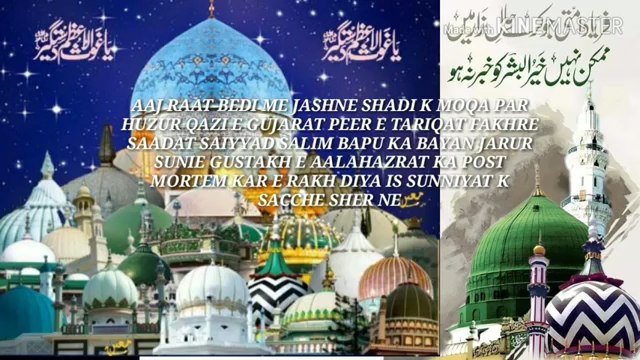 یا غوث الاعظم دستگیر
یا غوث الاعظم دستگیر
Made with KINEMASTER
ممکن نہیں خیر البشر کو خبر نہ ہو
AAJ RAAT BEDI ME JASHNE SHADI K MOQA PAR
HUZUR QAZI E GUJARAT PEER E TARIQAT FAKHRE
SAADAT SAIYYAD SALIM BAPU KA BAYAN JARUR
SUNIE GUSTAKH E AALAHAZRAT KA POST
MORTEM KAR E RAKH DIYA IS SUNNIYAT K
SACCHE SHER NE